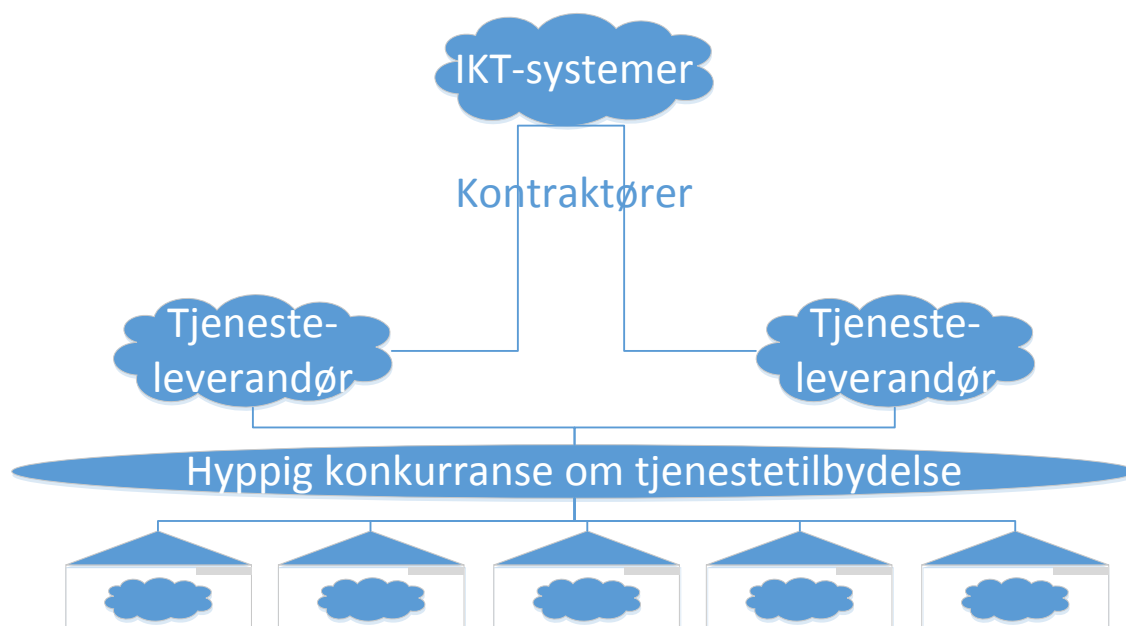 IKT-systemer
Kontraktører
Tjeneste-
leverandør
Tjeneste-
leverandør
Hyppig konkurranse om tjenestetilbydelse